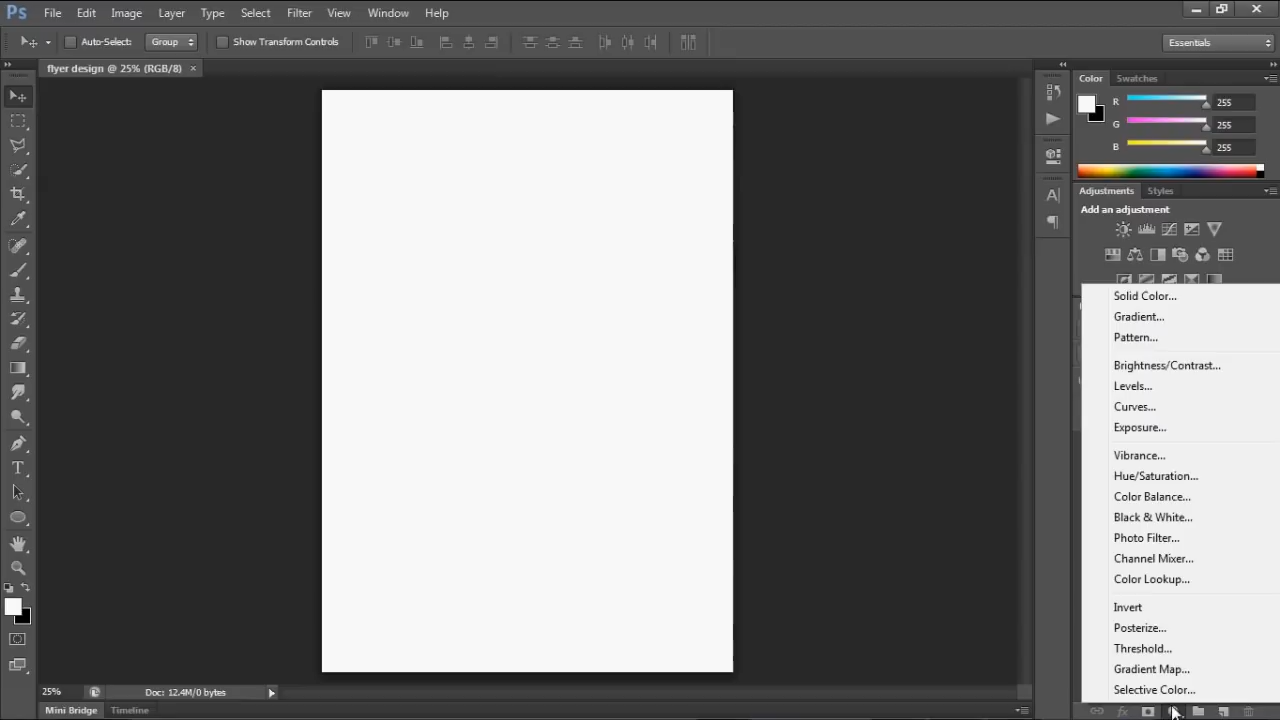 Ps File Edit Image Layer Type Select Filter View Window Help
Auto-Select: Group Show Transform Controls Essentials
flyer design @ 25% (RGB/8) ×
Color Swatches
R 255
G 255
B 255
Adjustments Styles
Add an adjustment
Solid Color...
Gradient...
Pattern...
Brightness/Contrast...
Levels...
Curves...
Exposure...
Vibrance...
Hue/Saturation...
Color Balance...
Black & White...
Photo Filter...
Channel Mixer...
Color Lookup...
Invert
Posterize...
Threshold...
Gradient Map...
Selective Color...
25% Doc: 12.4M/0 bytes
Mini Bridge Timeline